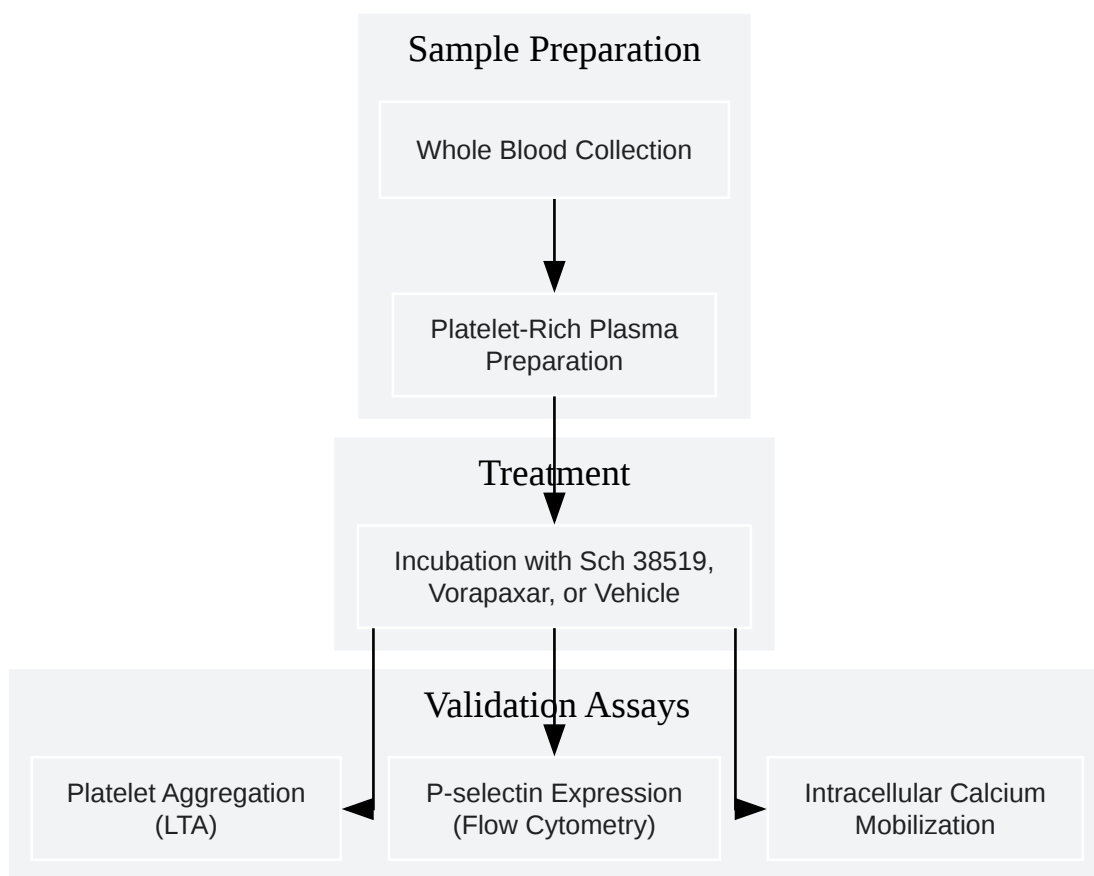 Sample Preparation
Whole Blood Collection
Platelet-Rich Plasma
Preparation
Treatment
Incubation with Sch 38519,
Vorapaxar, or Vehicle
Validation Assays
Platelet Aggregation
(LTA)
P-selectin Expression
(Flow Cytometry)
Intracellular Calcium
Mobilization